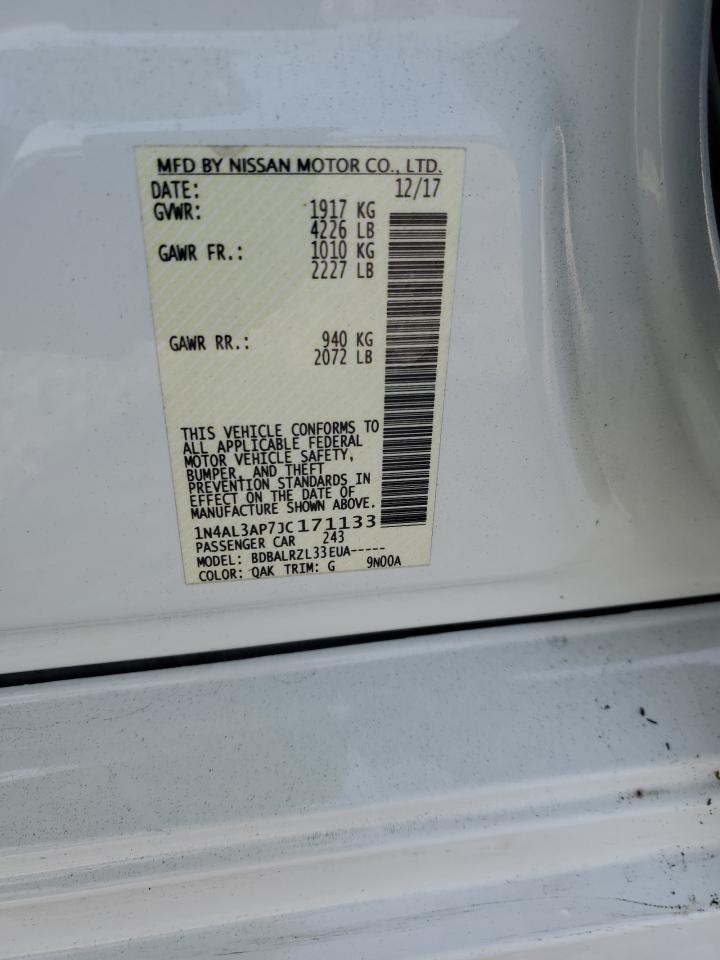 MFD BY NISSAN MOTOR CO., LTD.
DATE: 12/17
GVWR: 1917 KG
4226 LB
GAWR FR.: 1010 KG
2227 LB
GAWR RR.: 940 KG
2072 LB
THIS VEHICLE CONFORMS TO
ALL APPLICABLE FEDERAL
MOTOR VEHICLE SAFETY,
BUMPER, AND THEFT
PREVENTION STANDARDS IN
EFFECT ON THE DATE OF
MANUFACTURE SHOWN ABOVE.
1N4AL3AP7JC171133
PASSENGER CAR 243
MODEL: BDBALRZL33EUA-----
COLOR: QAK TRIM: G 9N00A